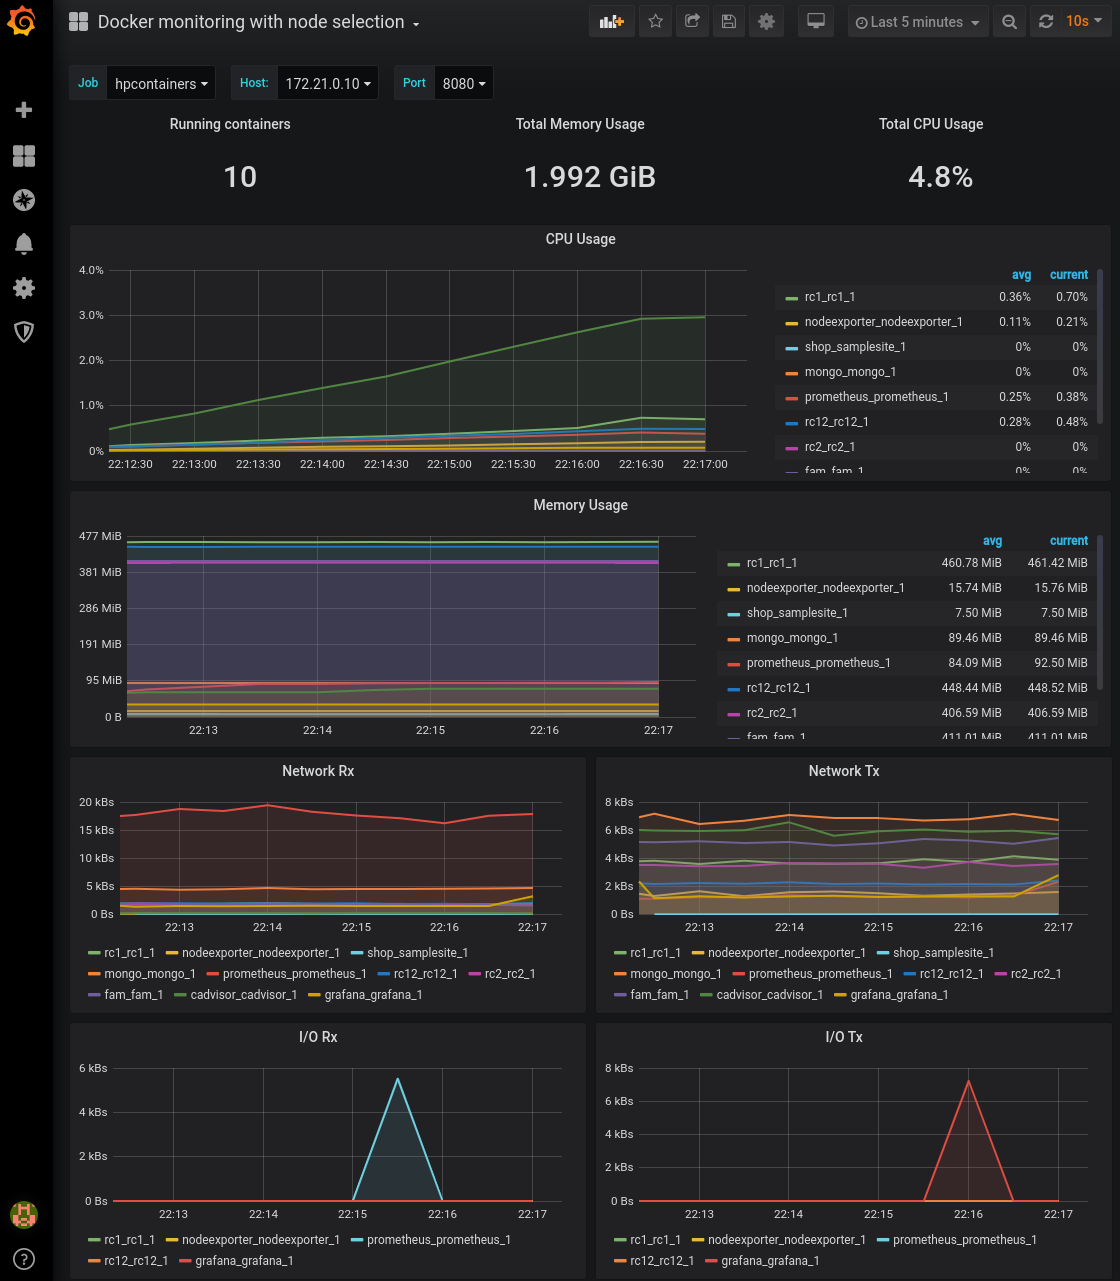 Docker monitoring with node selection
Last 5 minutes
10s
Job hpcontainers Host: 172.21.0.10 Port 8080
Running containers Total Memory Usage Total CPU Usage
10 1.992 GiB 4.8%
CPU Usage
4.0%
3.0%
2.0%
1.0%
0%
22:12:30 22:13:00 22:13:30 22:14:00 22:14:30 22:15:00 22:15:30 22:16:00 22:16:30 22:17:00
avg current
rc1_rc1_1 0.36% 0.70%
nodeexporter_nodeexporter_1 0.11% 0.21%
shop_samplesite_1 0% 0%
mongo_mongo_1 0% 0%
prometheus_prometheus_1 0.25% 0.38%
rc12_rc12_1 0.28% 0.48%
rc2_rc2_1 0% 0%
fam_fam_1 0% 0%
Memory Usage
477 MiB
381 MiB
286 MiB
191 MiB
95 MiB
0 B
22:13 22:14 22:15 22:16 22:17
avg current
rc1_rc1_1 460.78 MiB 461.42 MiB
nodeexporter_nodeexporter_1 15.74 MiB 15.76 MiB
shop_samplesite_1 7.50 MiB 7.50 MiB
mongo_mongo_1 89.46 MiB 89.46 MiB
prometheus_prometheus_1 84.09 MiB 92.50 MiB
rc12_rc12_1 448.44 MiB 448.52 MiB
rc2_rc2_1 406.59 MiB 406.59 MiB
fam_fam_1 411.01 MiB 411.01 MiB
Network Rx
20 kBs
15 kBs
10 kBs
5 kBs
0 Bs
22:13 22:14 22:15 22:16 22:17
rc1_rc1_1 nodeexporter_nodeexporter_1 shop_samplesite_1
mongo_mongo_1 prometheus_prometheus_1 rc12_rc12_1 rc2_rc2_1
fam_fam_1 cadvisor_cadvisor_1 grafana_grafana_1
Network Tx
8 kBs
6 kBs
4 kBs
2 kBs
0 Bs
22:13 22:14 22:15 22:16 22:17
rc1_rc1_1 nodeexporter_nodeexporter_1 shop_samplesite_1
mongo_mongo_1 prometheus_prometheus_1 rc12_rc12_1 rc2_rc2_1
fam_fam_1 cadvisor_cadvisor_1 grafana_grafana_1
I/O Rx
6 kBs
4 kBs
2 kBs
0 Bs
22:13 22:14 22:15 22:16 22:17
rc1_rc1_1 nodeexporter_nodeexporter_1 prometheus_prometheus_1
rc12_rc12_1 grafana_grafana_1
I/O Tx
8 kBs
6 kBs
4 kBs
2 kBs
0 Bs
22:13 22:14 22:15 22:16 22:17
rc1_rc1_1 nodeexporter_nodeexporter_1 prometheus_prometheus_1
rc12_rc12_1 grafana_grafana_1